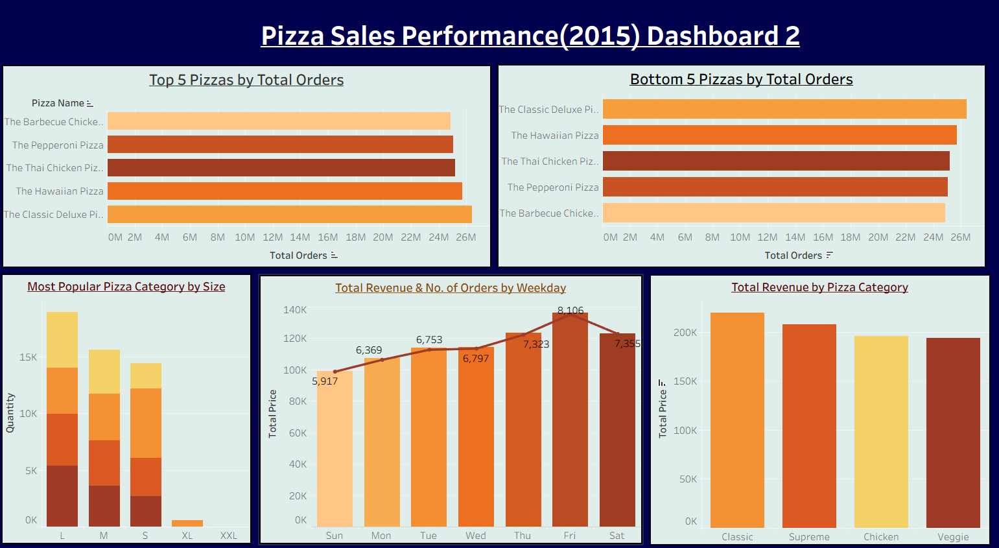 Pizza Sales Performance(2015) Dashboard 2
Top 5 Pizzas by Total Orders
Pizza Name
The Barbecue Chicke..
The Pepperoni Pizza
The Thai Chicken Piz..
The Hawaiian Pizza
The Classic Deluxe Pi..
0M 2M 4M 6M 8M 10M 12M 14M 16M 18M 20M 22M 24M 26M
Total Orders
Bottom 5 Pizzas by Total Orders
The Classic Deluxe Pi..
The Hawaiian Pizza
The Thai Chicken Piz..
The Pepperoni Pizza
The Barbecue Chicke..
0M 2M 4M 6M 8M 10M 12M 14M 16M 18M 20M 22M 24M 26M
Total Orders
Most Popular Pizza Category by Size
Quantity
15K
10K
5K
0K
L M S XL XXL
Total Revenue & No. of Orders by Weekday
Total Price
140K
120K
100K
80K
60K
40K
20K
0K
5,917
6,369
6,753
6,797
7,323
8,106
7,355
Sun Mon Tue Wed Thu Fri Sat
Total Revenue by Pizza Category
Total Price
200K
150K
100K
50K
0K
Classic Supreme Chicken Veggie